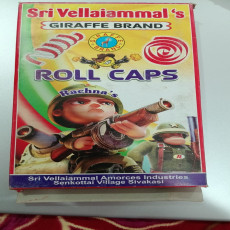 Sri Vellaiammal's
GIRAFFE BRAND
ROLL CAPS
Rachna's
Sri Vellaiammal Amorces Industries
Senkottai Village Sivakasi